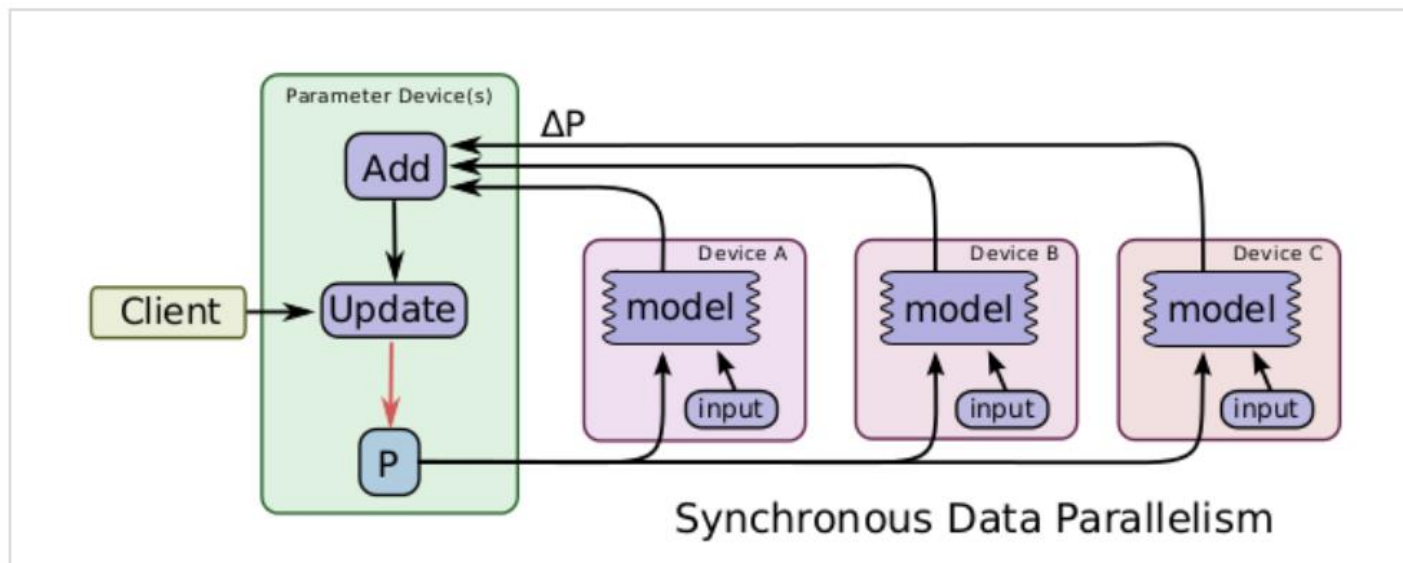 Parameter Device(s)
ΔP
Add
Device A
Device B
Device C
Client
Update
model
model
model
input
input
input
P
Synchronous Data Parallelism